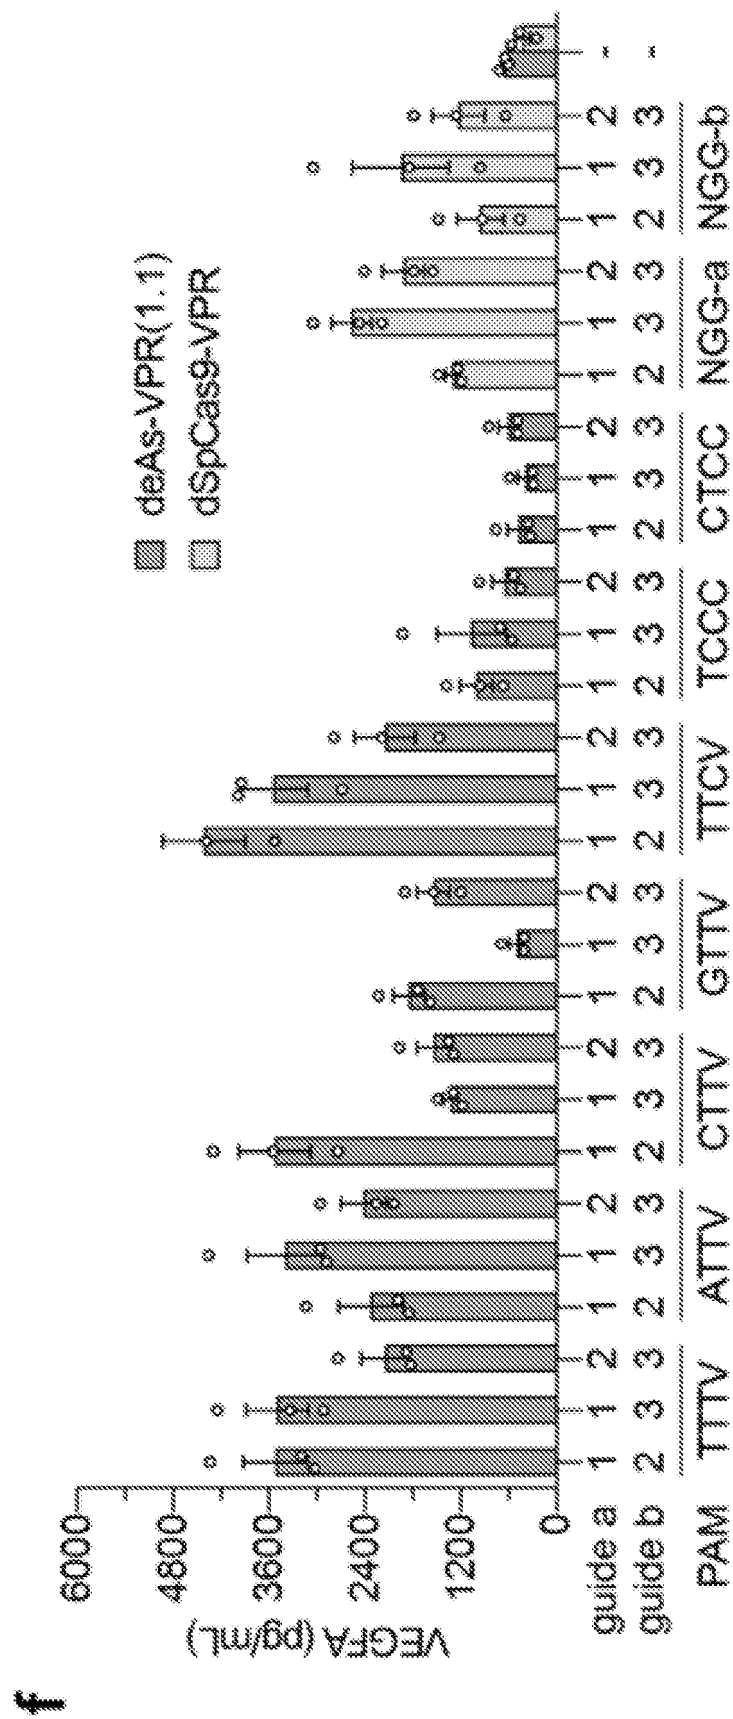 f
deAs-VPR(1.1)
dSpCas9-VPR
VEGFA (pg/mL)
6000
4800
3600
2400
1200
0
guide a 1 1 2 1 1 2 1 1 2 1 1 2 1 1 2 1 1 2 1 1 2 1 1 2 1 1 2 -
guide b 2 3 3 2 3 3 2 3 3 2 3 3 2 3 3 2 3 3 2 3 3 2 3 3 2 3 3 -
PAM TTTV ATTV CTTV GTTV TTCV TCCC CTCC NGG-a NGG-b